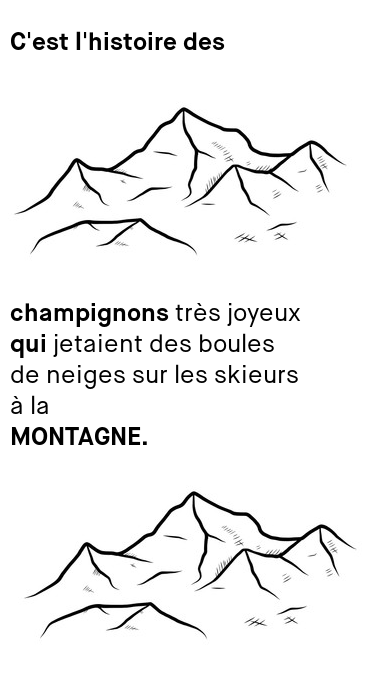 C'est l'histoire des
champignons très joyeux
qui jetaient des boules
de neiges sur les skieurs
à la
MONTAGNE.